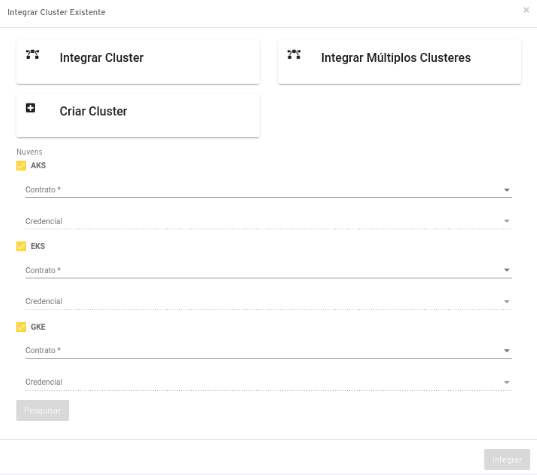 Integrar Cluster Existente
Integrar Cluster
Integrar Múltiplos Clusteres
Criar Cluster
Nuvens
AKS
Contrato *
Credencial
EKS
Contrato *
Credencial
GKE
Contrato *
Credencial
Pesquisar
Integrar